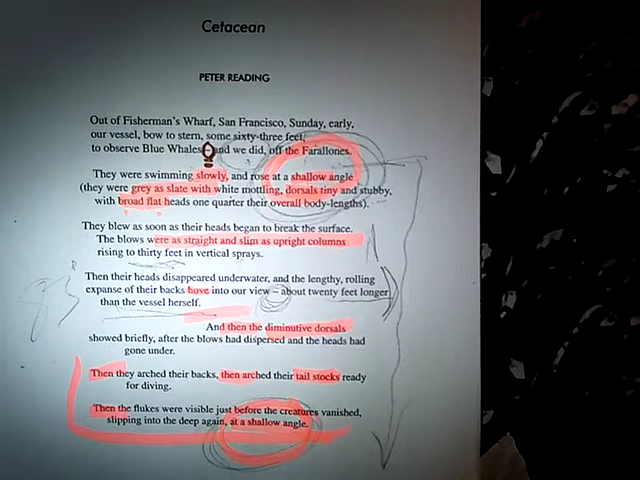 Cetacean
PETER READING
Out of Fisherman's Wharf, San Francisco, Sunday, early,
our vessel, bow to stern, some sixty-three feet,
to observe Blue Whales – and we did, off the Farallones.
They were swimming slowly, and rose at a shallow angle
(they were grey as slate with white mottling, dorsals tiny and stubby,
with broad flat heads one quarter their overall body-lengths).
They blew as soon as their heads began to break the surface.
The blows were as straight and slim as upright columns
rising to thirty feet in vertical sprays.
Then their heads disappeared underwater, and the lengthy, rolling
expanse of their backs hove into our view – about twenty feet longer
than the vessel herself.
And then the diminutive dorsals
showed briefly, after the blows had dispersed and the heads had
gone under.
Then they arched their backs, then arched their tail stocks ready
for diving.
Then the flukes were visible just before the creatures vanished,
slipping into the deep again, at a shallow angle.